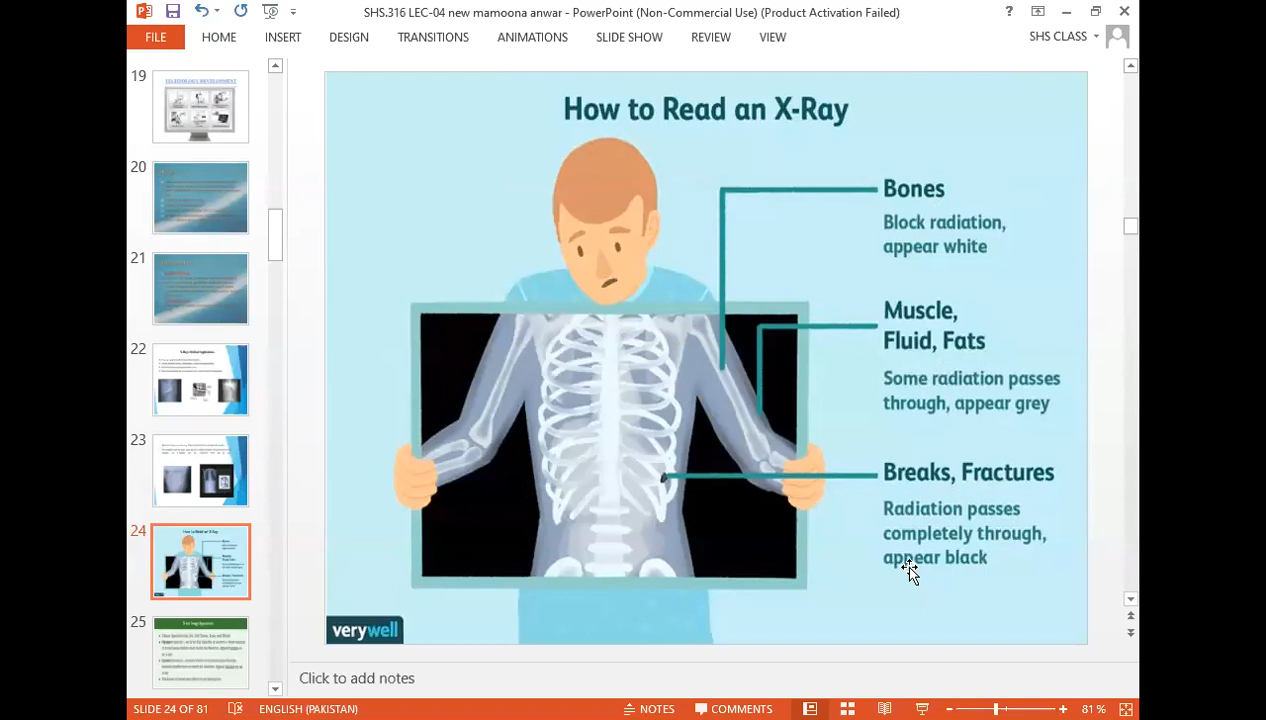 SHS.316 LEC-04 new mamoona anwar - PowerPoint (Non-Commercial Use) (Product Activation Failed)
FILE HOME INSERT DESIGN TRANSITIONS ANIMATIONS SLIDE SHOW REVIEW VIEW SHS CLASS
19
20
21
22
23
24
25
How to Read an X-Ray
Bones
Block radiation,
appear white
Muscle,
Fluid, Fats
Some radiation passes
through, appear grey
Breaks, Fractures
Radiation passes
completely through,
appear black
verywell
Click to add notes
SLIDE 24 OF 81 ENGLISH (PAKISTAN) NOTES COMMENTS 81 %